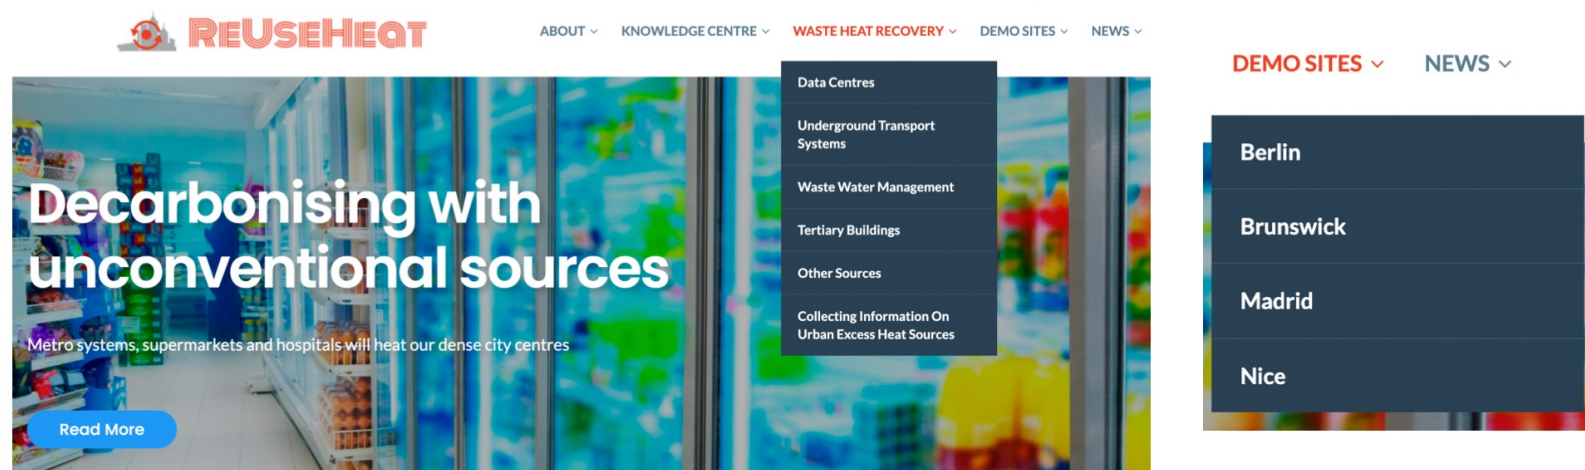 REUSEHEAT
ABOUT
KNOWLEDGE CENTRE
WASTE HEAT RECOVERY
DEMO SITES
NEWS
Data Centres
Underground Transport
Systems
Waste Water Management
Tertiary Buildings
Other Sources
Collecting Information On
Urban Excess Heat Sources
Decarbonising with
unconventional sources
Metro systems, supermarkets and hospitals will heat our dense city centres
Read More
DEMO SITES
NEWS
Berlin
Brunswick
Madrid
Nice